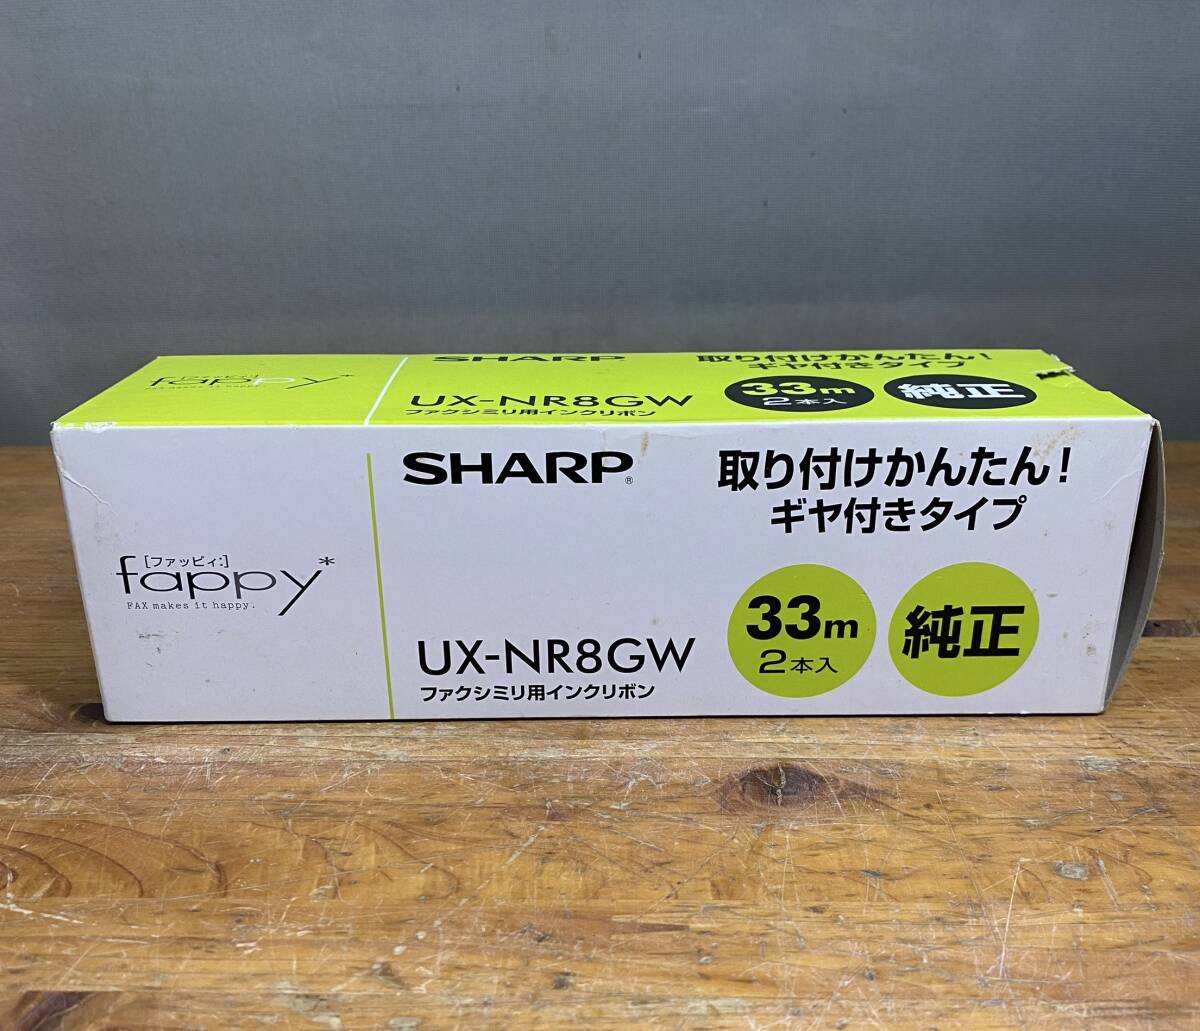 SHARP
取り付けかんたん!
ギヤ付きタイプ
fappy*
FAX makes it happy.
UX-NR8GW
ファクシミリ用インクリボン
33m
2本入
純正
SHARP®
取り付けかんたん!
ギヤ付きタイプ
[ファッピィ:]
fappy*
FAX makes it happy.
UX-NR8GW
ファクシミリ用インクリボン
33m
2本入
純正